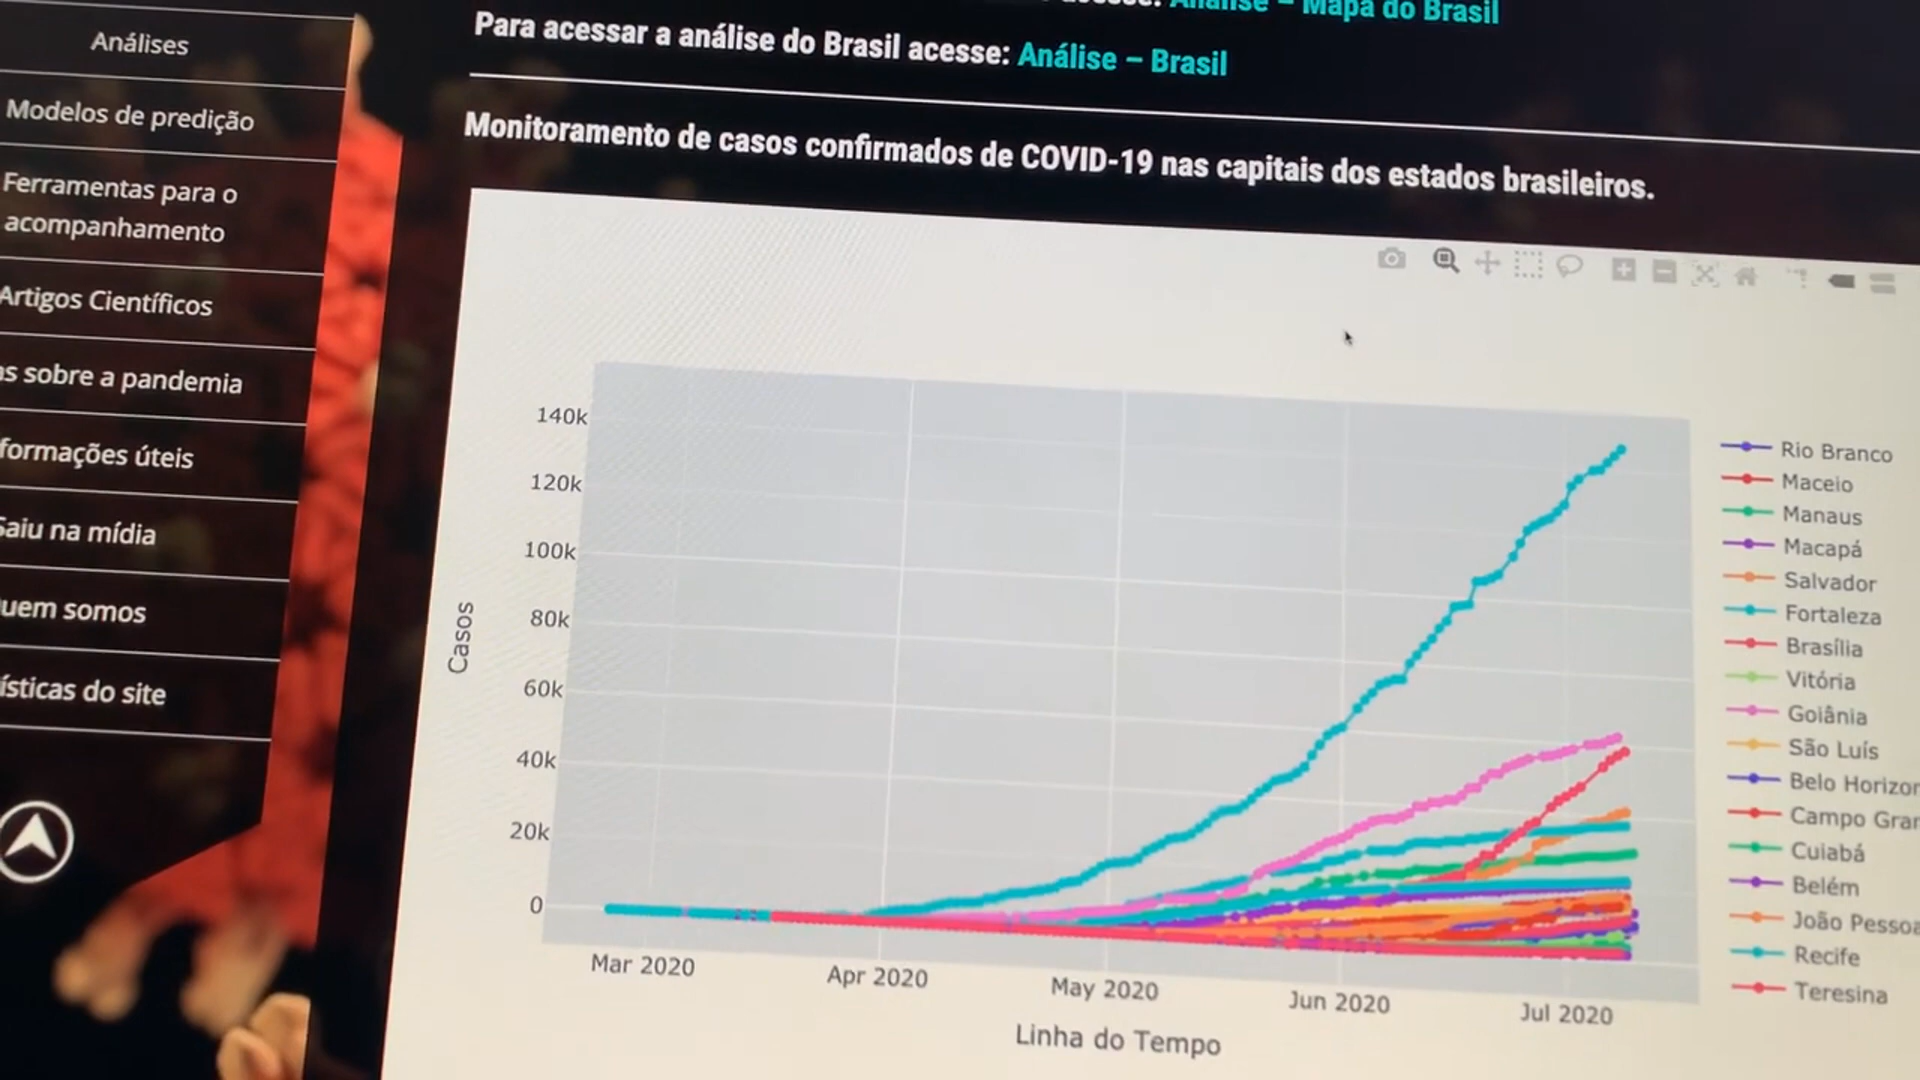 Análise – Mapa do Brasil
Para acessar a análise do Brasil acesse: Análise – Brasil
Monitoramento de casos confirmados de COVID-19 nas capitais dos estados brasileiros.
Análises
Modelos de predição
Ferramentas para o
acompanhamento
Artigos Científicos
sobre a pandemia
formações úteis
Saiu na mídia
uem somos
ísticas do site
140k
120k
100k
80k
60k
40k
20k
0
Casos
Mar 2020
Apr 2020
May 2020
Jun 2020
Jul 2020
Linha do Tempo
Rio Branco
Maceio
Manaus
Macapá
Salvador
Fortaleza
Brasília
Vitória
Goiânia
São Luís
Belo Horizon
Campo Gran
Cuiabá
Belém
João Pessoa
Recife
Teresina